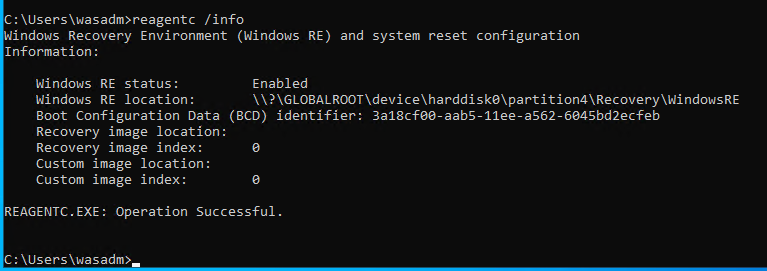 C:\Users\wasadm>reagentc /info
Windows Recovery Environment (Windows RE) and system reset configuration
Information:
Windows RE status: Enabled
Windows RE location: \\?\GLOBALROOT\device\harddisk0\partition4\Recovery\WindowsRE
Boot Configuration Data (BCD) identifier: 3a18cf00-aab5-11ee-a562-6045bd2ecfeb
Recovery image location:
Recovery image index: 0
Custom image location:
Custom image index: 0
REAGENTC.EXE: Operation Successful.
C:\Users\wasadm>